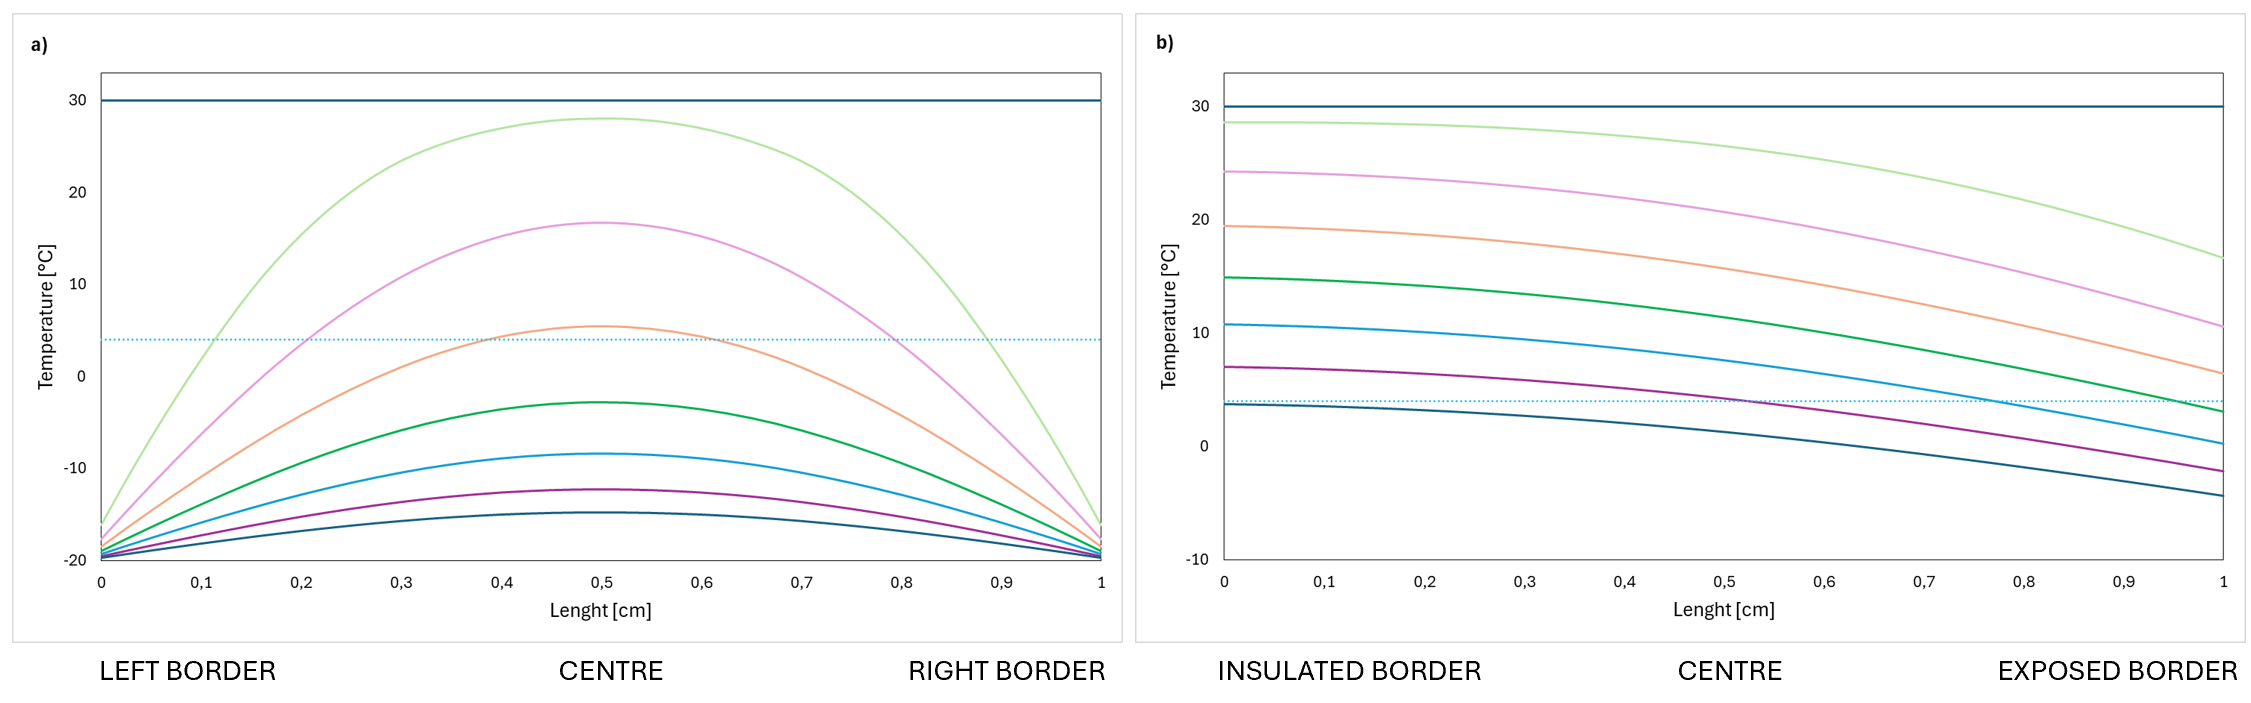 a)
30
20
10
0
-10
-20
Temperature [°C]
0 0,1 0,2 0,3 0,4 0,5 0,6 0,7 0,8 0,9 1
Lenght [cm]
LEFT BORDER CENTRE RIGHT BORDER
b)
30
20
10
0
-10
Temperature [°C]
0 0,1 0,2 0,3 0,4 0,5 0,6 0,7 0,8 0,9 1
Lenght [cm]
INSULATED BORDER CENTRE EXPOSED BORDER